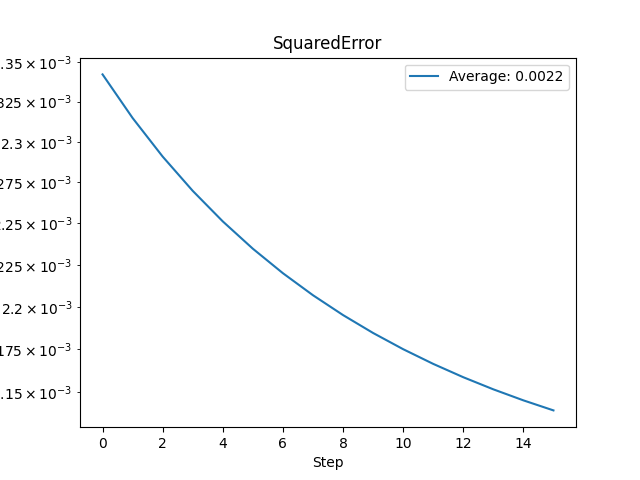 SquaredError
.35 × 10⁻³
Average: 0.0022
325 × 10⁻³
2.3 × 10⁻³
275 × 10⁻³
.25 × 10⁻³
225 × 10⁻³
2.2 × 10⁻³
175 × 10⁻³
.15 × 10⁻³
0 2 4 6 8 10 12 14
Step